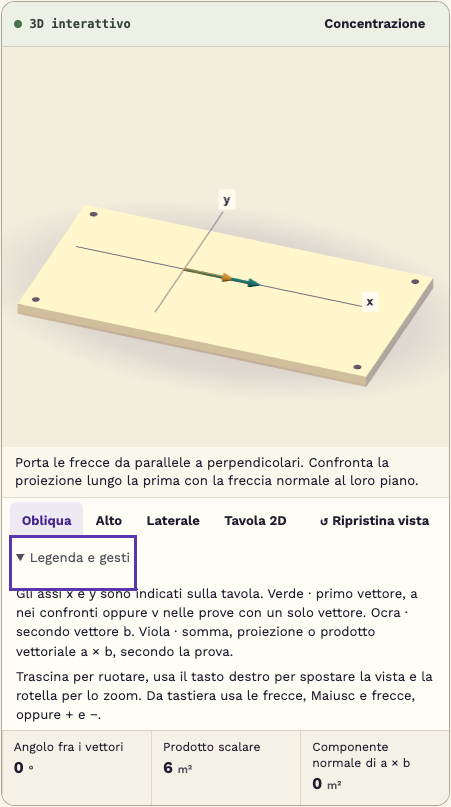 3D interattivo
Concentrazione
y
x
Porta le frecce da parallele a perpendicolari. Confronta la
proiezione lungo la prima con la freccia normale al loro piano.
Obliqua Alto Laterale Tavola 2D ↺ Ripristina vista
▼ Legenda e gesti
Gli assi x e y sono indicati sulla tavola. Verde · primo vettore, a
nei confronti oppure v nelle prove con un solo vettore. Ocra ·
secondo vettore b. Viola · somma, proiezione o prodotto
vettoriale a × b, secondo la prova.
Trascina per ruotare, usa il tasto destro per spostare la vista e la
rotella per lo zoom. Da tastiera usa le frecce, Maiusc e frecce,
oppure + e −.
Angolo fra i vettori
0 °
Prodotto scalare
6 m²
Componente
normale di a × b
0 m²